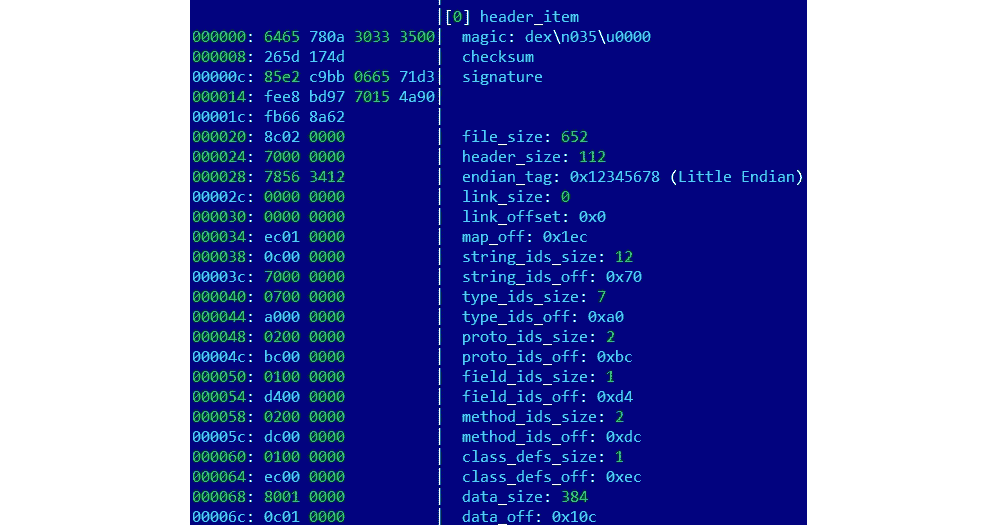 |[0] header_item
000000: 6465 780a 3033 3500| magic: dex\n035\u0000
000008: 265d 174d | checksum
00000c: 85e2 c9bb 0665 71d3| signature
000014: fee8 bd97 7015 4a90|
00001c: fb66 8a62 |
000020: 8c02 0000 | file_size: 652
000024: 7000 0000 | header_size: 112
000028: 7856 3412 | endian_tag: 0x12345678 (Little Endian)
00002c: 0000 0000 | link_size: 0
000030: 0000 0000 | link_offset: 0x0
000034: ec01 0000 | map_off: 0x1ec
000038: 0c00 0000 | string_ids_size: 12
00003c: 7000 0000 | string_ids_off: 0x70
000040: 0700 0000 | type_ids_size: 7
000044: a000 0000 | type_ids_off: 0xa0
000048: 0200 0000 | proto_ids_size: 2
00004c: bc00 0000 | proto_ids_off: 0xbc
000050: 0100 0000 | field_ids_size: 1
000054: d400 0000 | field_ids_off: 0xd4
000058: 0200 0000 | method_ids_size: 2
00005c: dc00 0000 | method_ids_off: 0xdc
000060: 0100 0000 | class_defs_size: 1
000064: ec00 0000 | class_defs_off: 0xec
000068: 8001 0000 | data_size: 384
00006c: 0c01 0000 | data_off: 0x10c